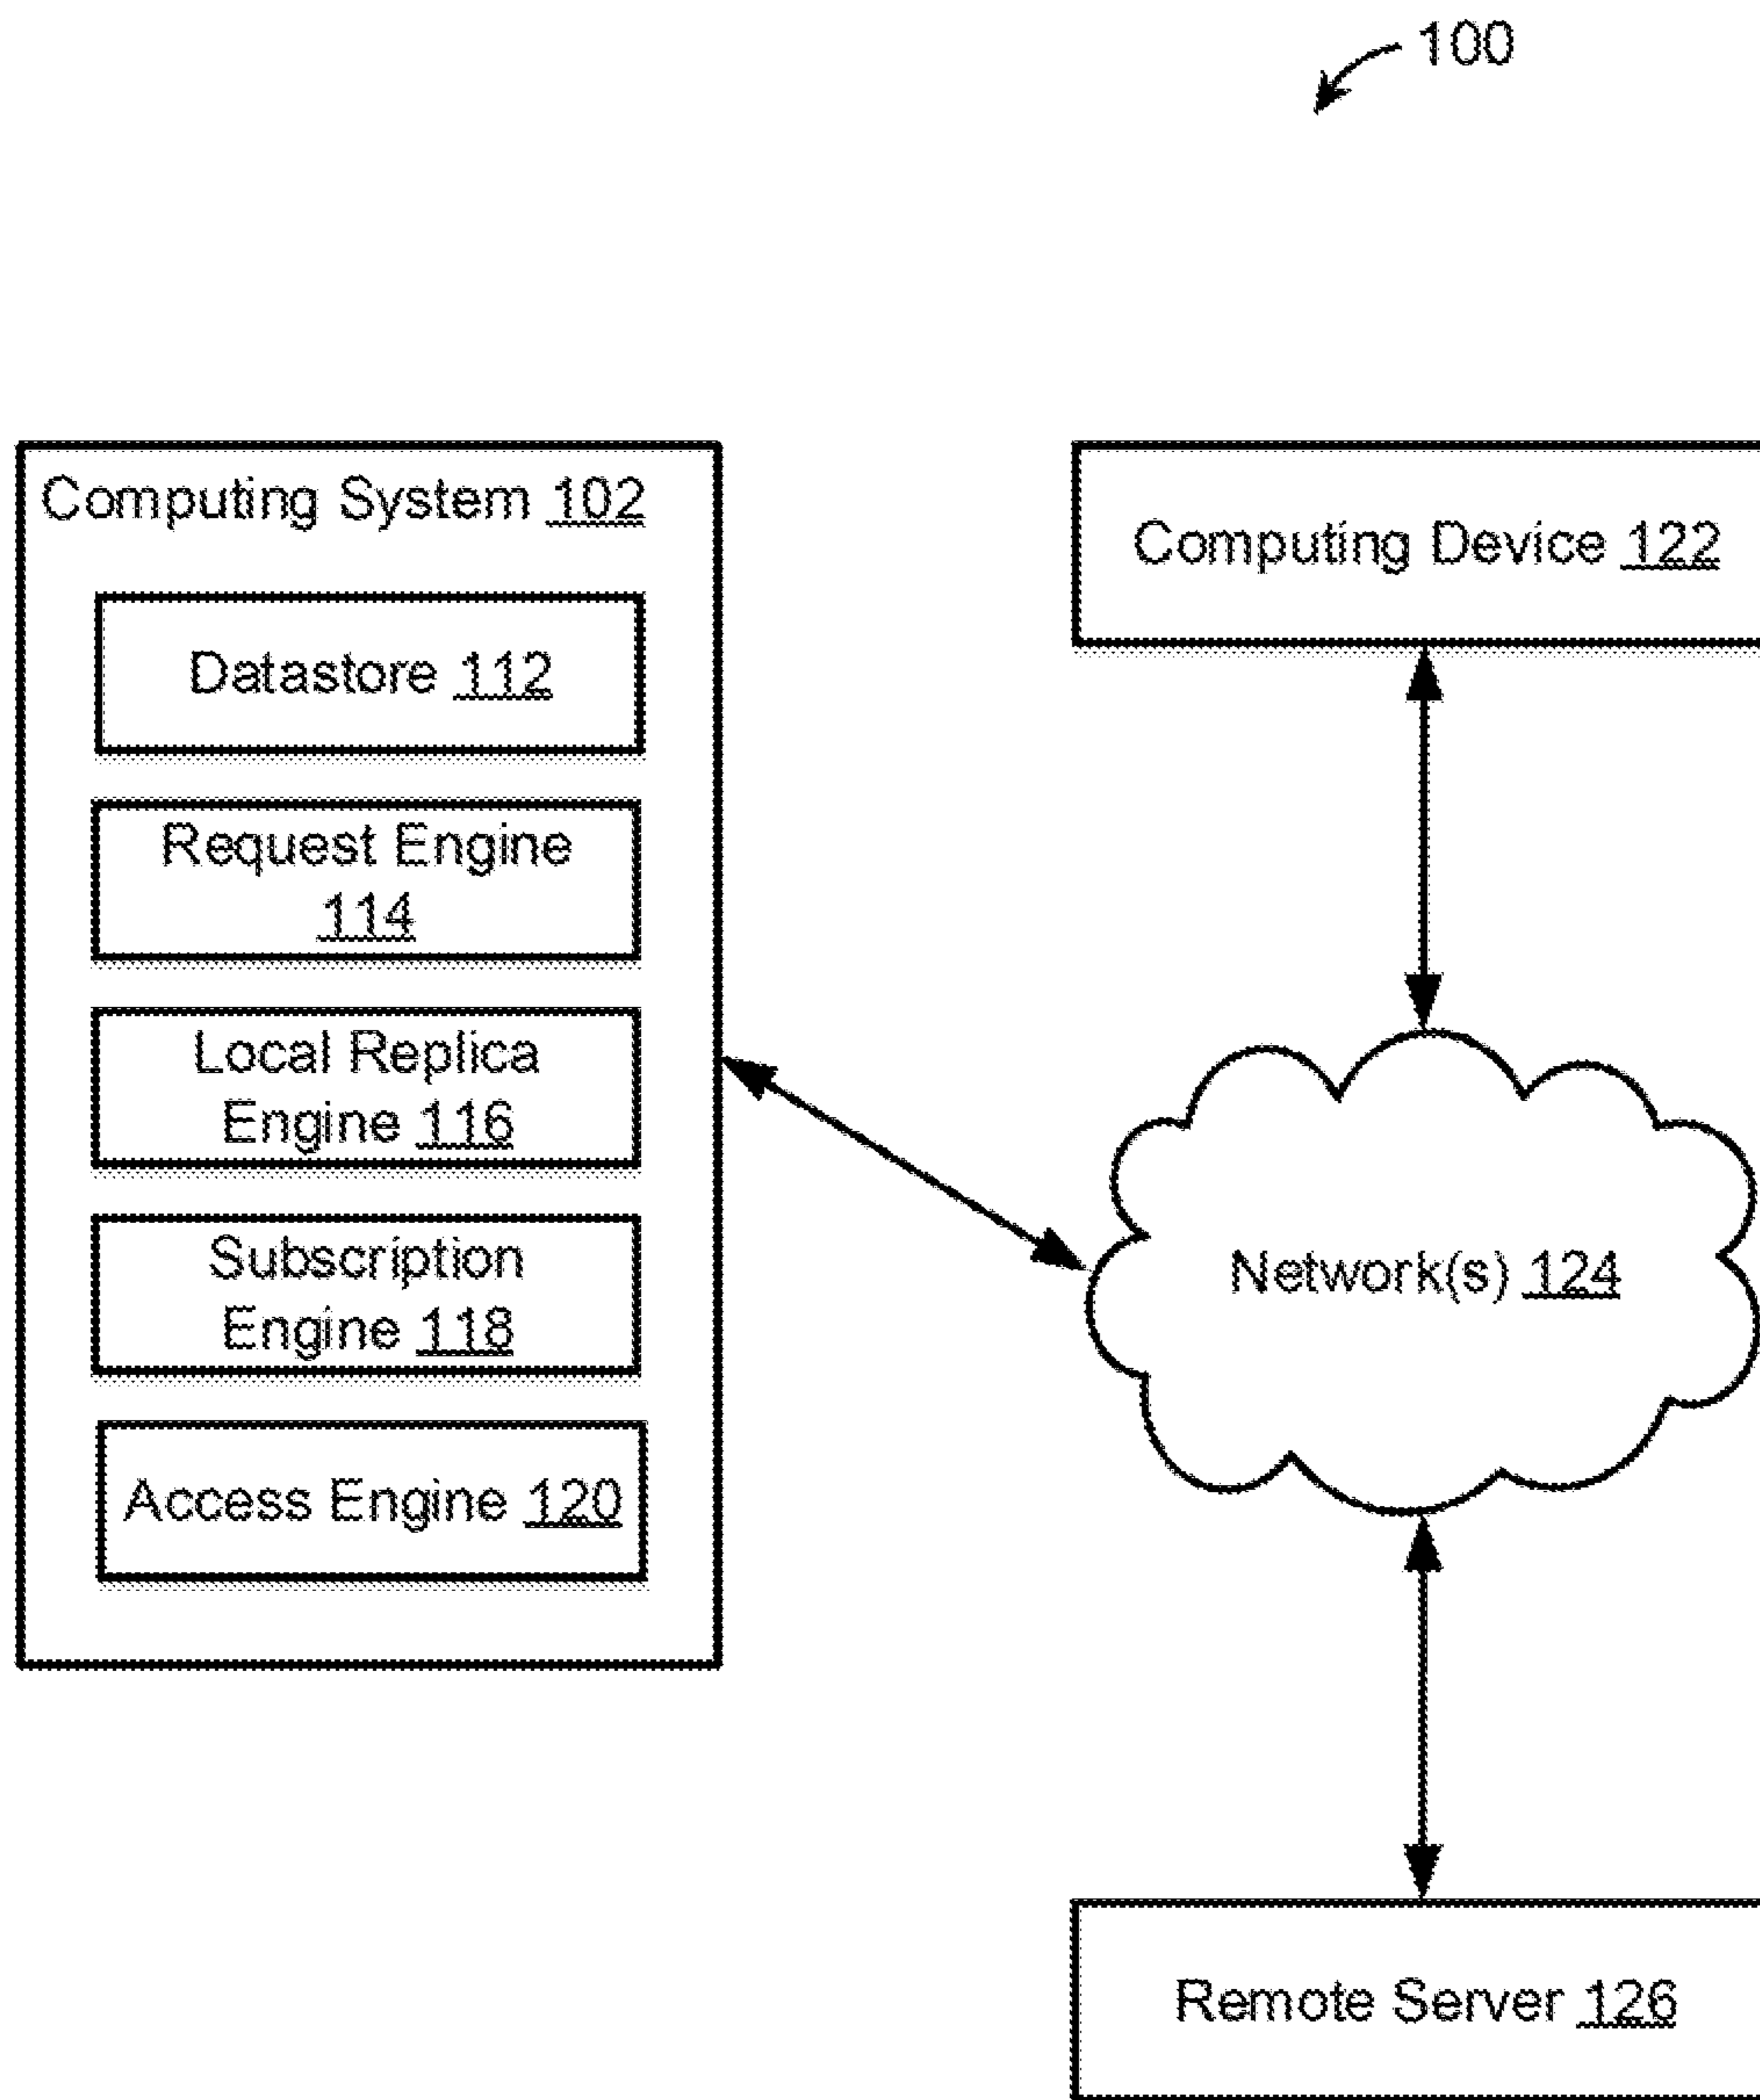 100
Computing System 102
Datastore 112
Request Engine
114
Local Replica
Engine 116
Subscription
Engine 118
Access Engine 120
Computing Device 122
Network(s) 124
Remote Server 126